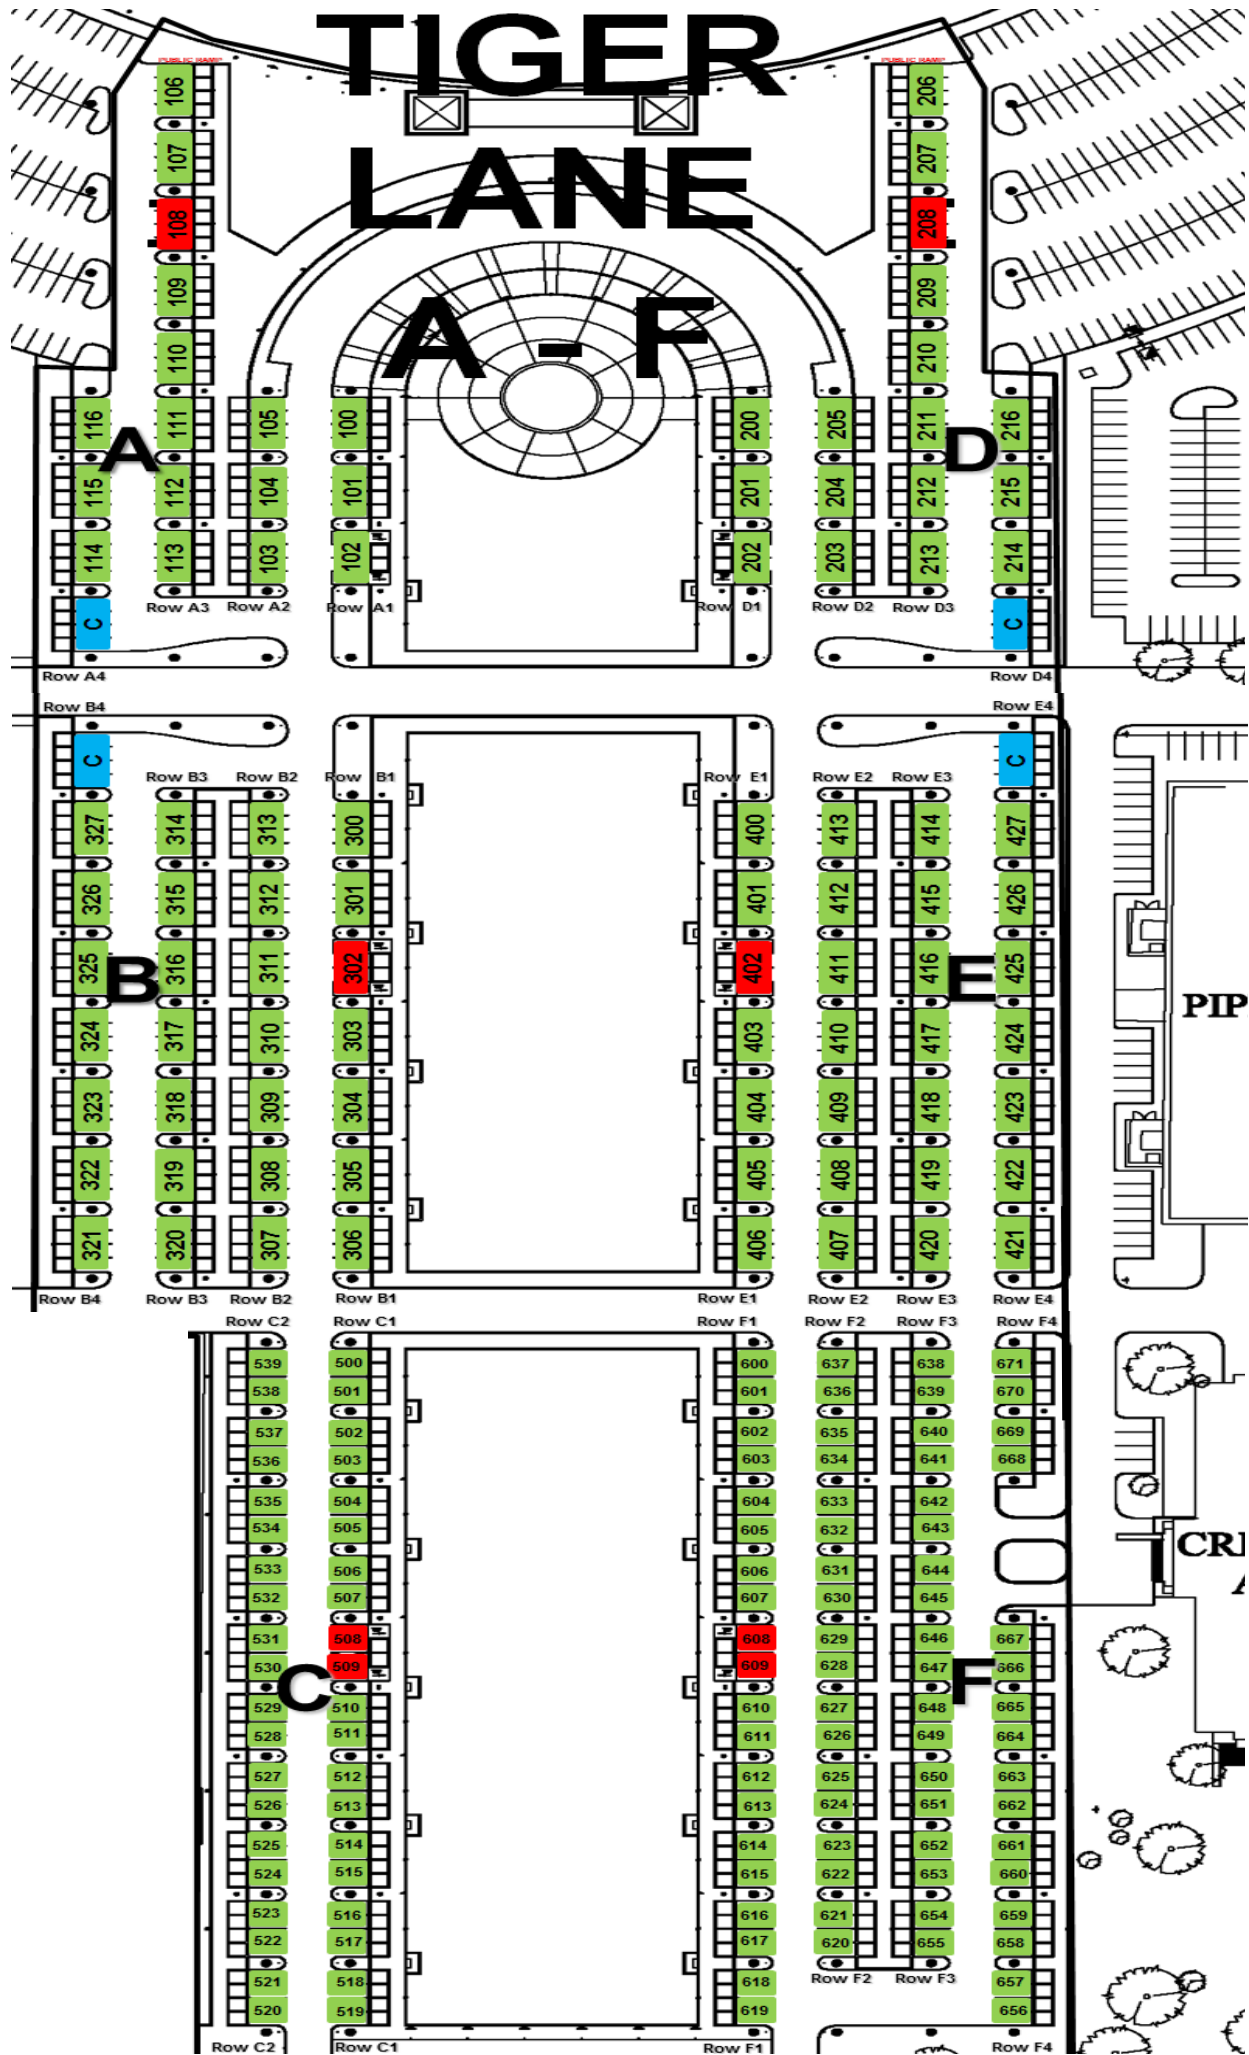 TIGER
LANE
A - F
PUBLIC RAMP
PUBLIC RAMP
106 206
107 207
108 208
109 209
110 210
116 111 105 100 200 205 211 216
A D
115 112 104 101 201 204 212 215
114 113 103 102 202 203 213 214
Row A3 Row A2 Row A1 Row D1 Row D2 Row D3
C C
Row A4 Row D4
Row B4 Row E4
C C
Row B3 Row B2 Row B1 Row E1 Row E2 Row E3
327 314 313 300 400 413 414 427
326 315 312 301 401 412 415 426
325 316 311 302 402 411 416 425
B E
324 317 310 303 403 410 417 424
PIP
323 318 309 304 404 409 418 423
322 319 308 305 405 408 419 422
321 320 307 306 406 407 420 421
Row B4 Row B3 Row B2 Row B1 Row E1 Row E2 Row E3 Row E4
Row C2 Row C1 Row F1 Row F2 Row F3 Row F4
539 500 600 637 638 671
538 501 601 636 639 670
537 502 602 635 640 669
536 503 603 634 641 668
535 504 604 633 642
534 505 605 632 643
CRI
533 506 606 631 644
A
532 507 607 630 645
531 508 608 629 646 667
530 509 609 628 647 666
C F
529 510 610 627 648 665
528 511 611 626 649 664
527 512 612 625 650 663
526 513 613 624 651 662
525 514 614 623 652 661
524 515 615 622 653 660
523 516 616 621 654 659
522 517 617 620 655 658
521 518 618 Row F2 Row F3 657
520 519 619 656
Row C2 Row C1 Row F1 Row F4